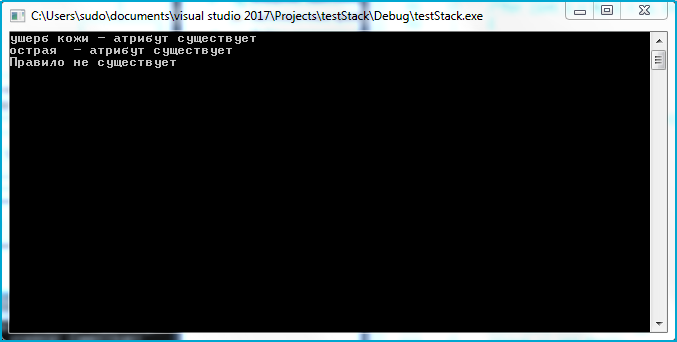 C:\Users\sudo\documents\visual studio 2017\Projects\testStack\Debug\testStack.exe
ущерб кожи – атрибут существует
острая  – атрибут существует
Правило не существует